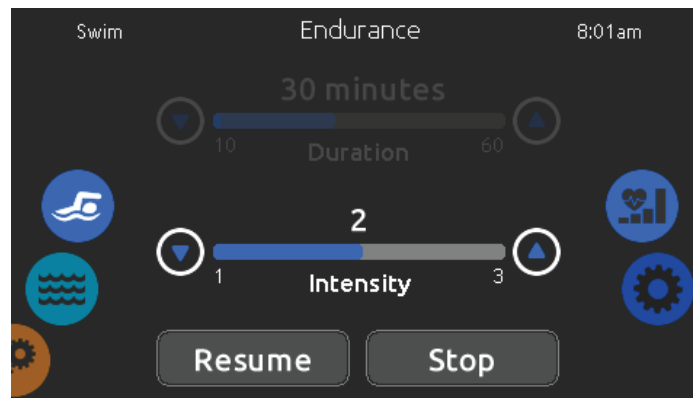 Swim Endurance 8:01am
30 minutes
10 Duration 60
2
1 Intensity 3
Resume Stop